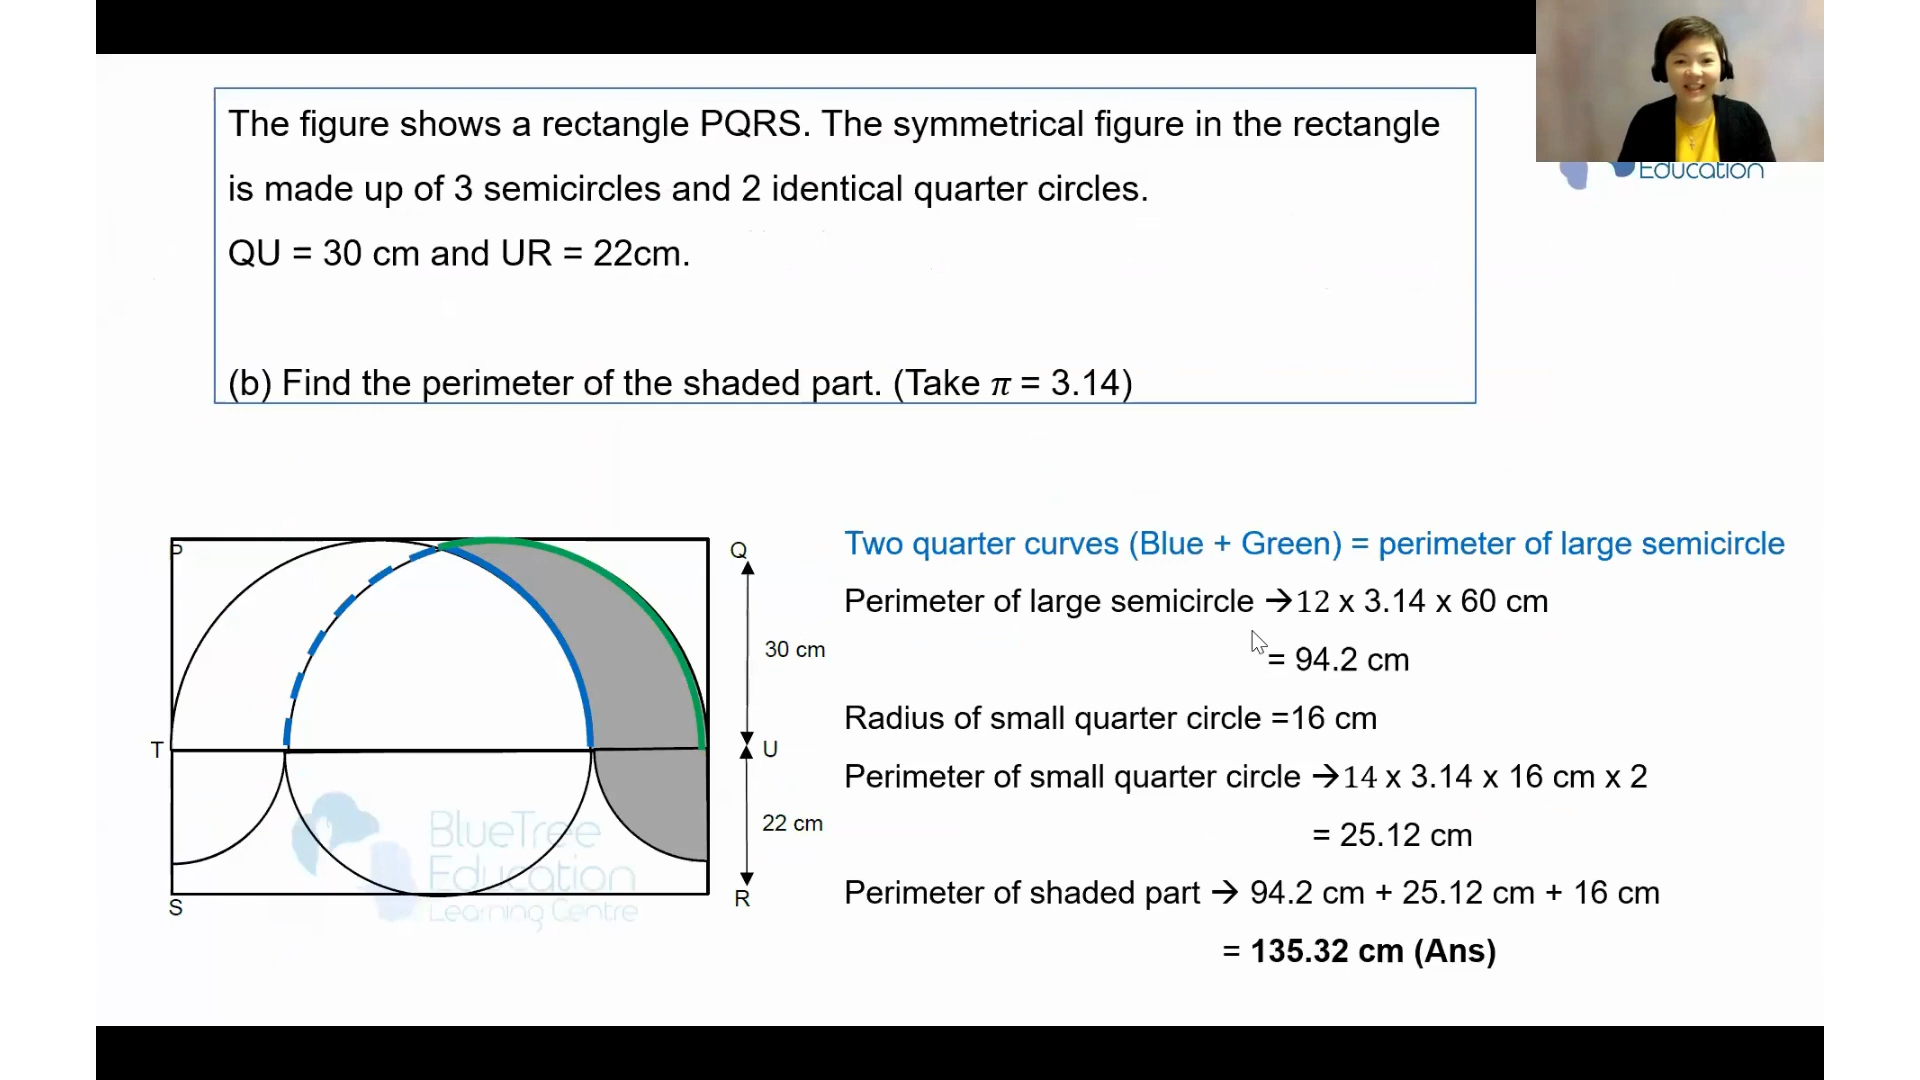 The figure shows a rectangle PQRS. The symmetrical figure in the rectangle
is made up of 3 semicircles and 2 identical quarter circles.
QU = 30 cm and UR = 22cm.
(b) Find the perimeter of the shaded part. (Take 𝜋 = 3.14)
Education
P
Q
30 cm
T
U
22 cm
S
R
BlueTree
Education
Learning Centre
Two quarter curves (Blue + Green) = perimeter of large semicircle
Perimeter of large semicircle →12 x 3.14 x 60 cm
= 94.2 cm
Radius of small quarter circle =16 cm
Perimeter of small quarter circle →14 x 3.14 x 16 cm x 2
= 25.12 cm
Perimeter of shaded part → 94.2 cm + 25.12 cm + 16 cm
= 135.32 cm (Ans)